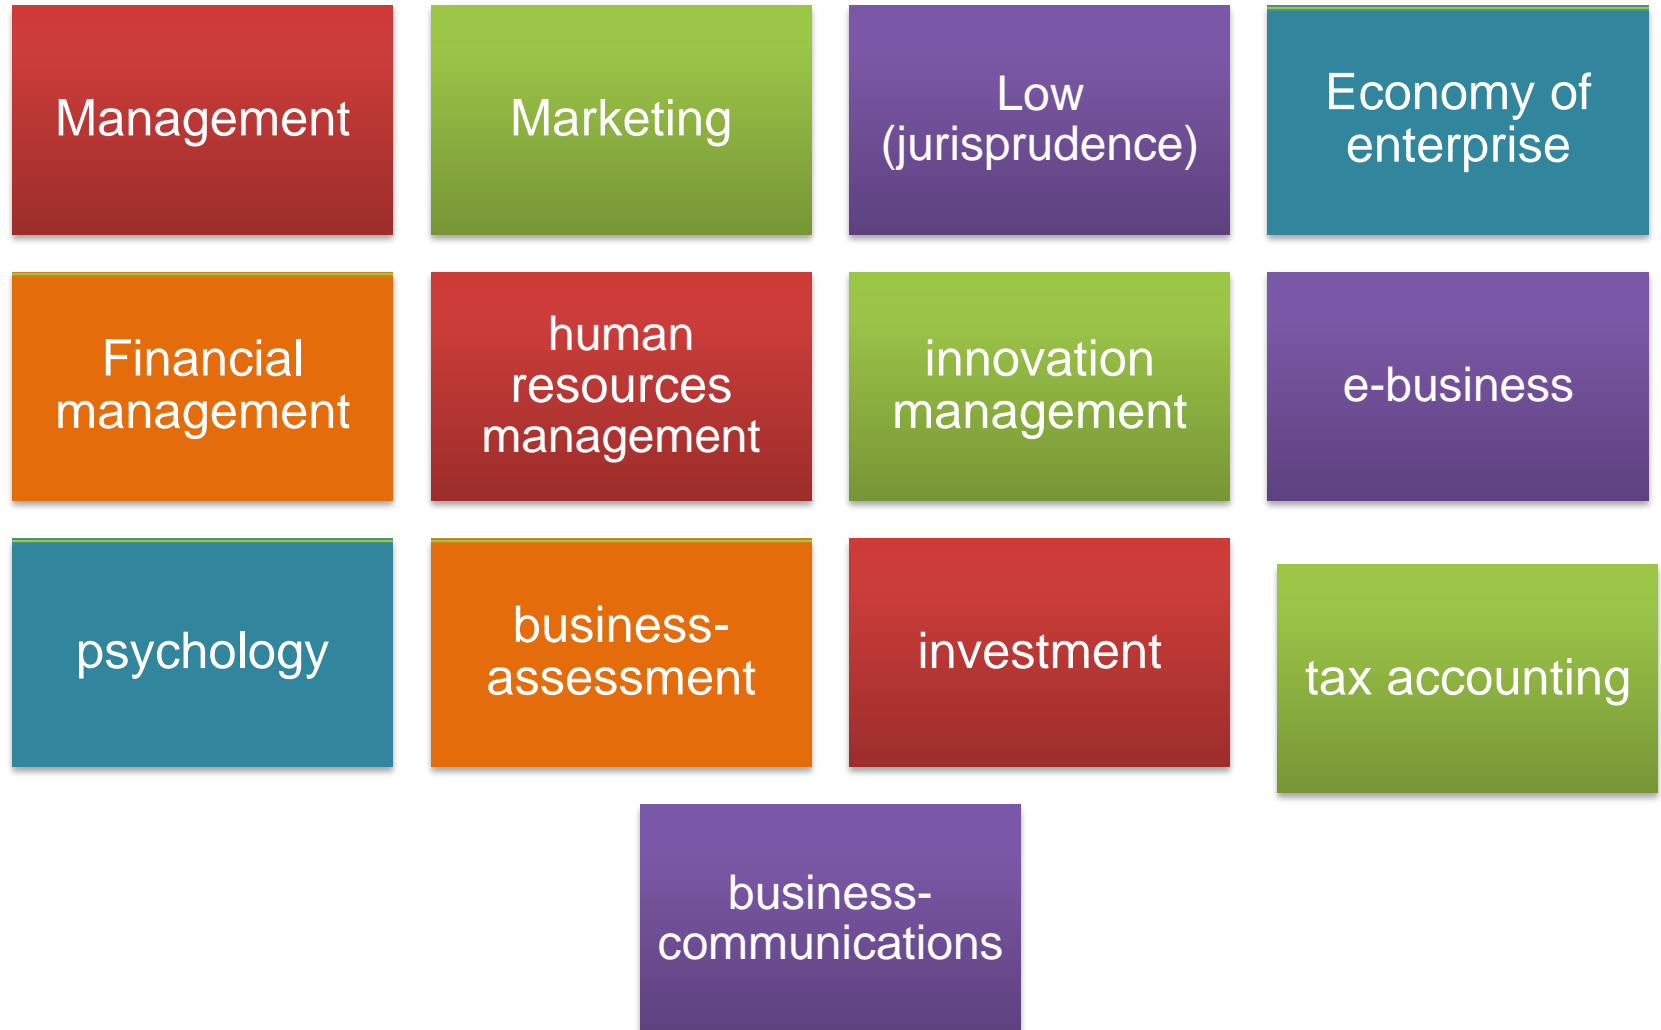 Management
Marketing
Low
(jurisprudence)
Economy of
enterprise
Financial
management
human
resources
management
innovation
management
e-business
psychology
business-
assessment
investment
tax accounting
business-
communications